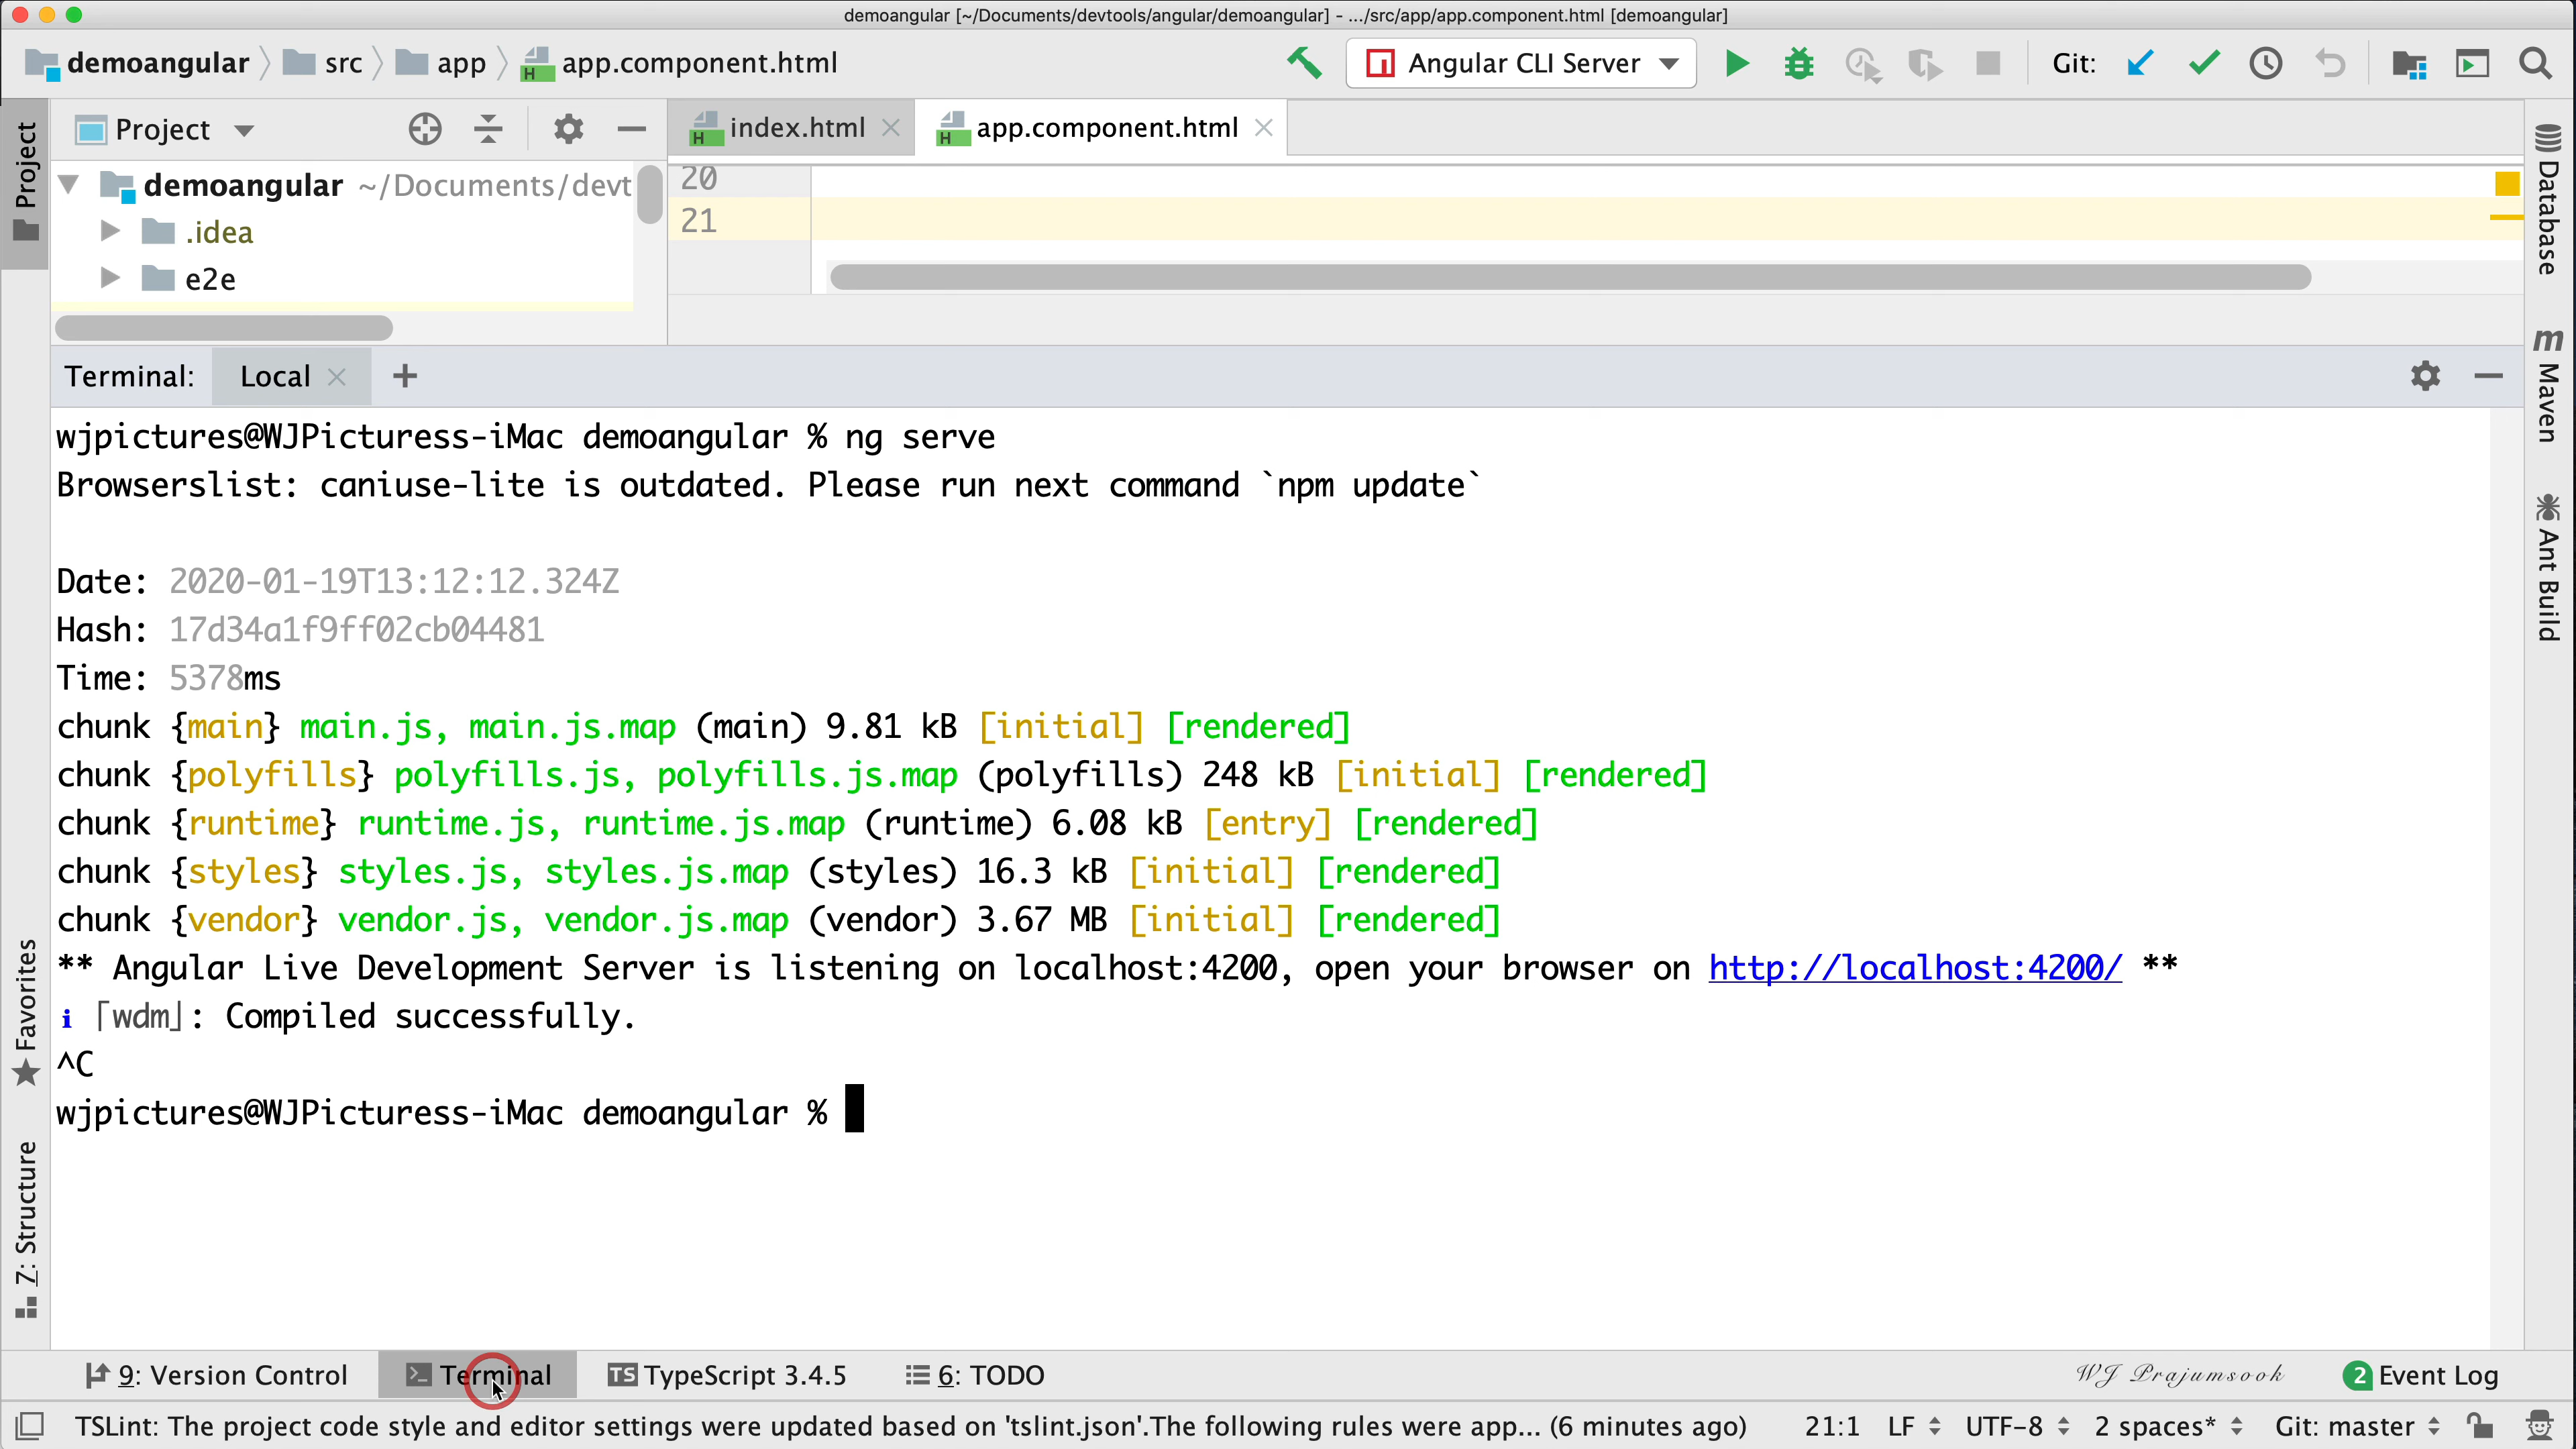 demoangular [~/Documents/devtools/angular/demoangular] - .../src/app/app.component.html [demoangular]
demoangular src app app.component.html
Angular CLI Server
Git:
Project
Project
index.html
app.component.html
demoangular ~/Documents/devt
.idea
e2e
20
21
Database
Maven
Ant Build
Terminal: Local +
wjpictures@WJPicturess-iMac demoangular % ng serve
Browserslist: caniuse-lite is outdated. Please run next command `npm update`
Date: 2020-01-19T13:12:12.324Z
Hash: 17d34a1f9ff02cb04481
Time: 5378ms
chunk {main} main.js, main.js.map (main) 9.81 kB [initial] [rendered]
chunk {polyfills} polyfills.js, polyfills.js.map (polyfills) 248 kB [initial] [rendered]
chunk {runtime} runtime.js, runtime.js.map (runtime) 6.08 kB [entry] [rendered]
chunk {styles} styles.js, styles.js.map (styles) 16.3 kB [initial] [rendered]
chunk {vendor} vendor.js, vendor.js.map (vendor) 3.67 MB [initial] [rendered]
** Angular Live Development Server is listening on localhost:4200, open your browser on http://localhost:4200/ **
i ｢wdm｣: Compiled successfully.
^C
wjpictures@WJPicturess-iMac demoangular %
Favorites
Z: Structure
9: Version Control
Terminal
TS TypeScript 3.4.5
6: TODO
WJ Prajumsook
2 Event Log
TSLint: The project code style and editor settings were updated based on 'tslint.json'.The following rules were app... (6 minutes ago)
21:1 LF UTF-8 2 spaces* Git: master